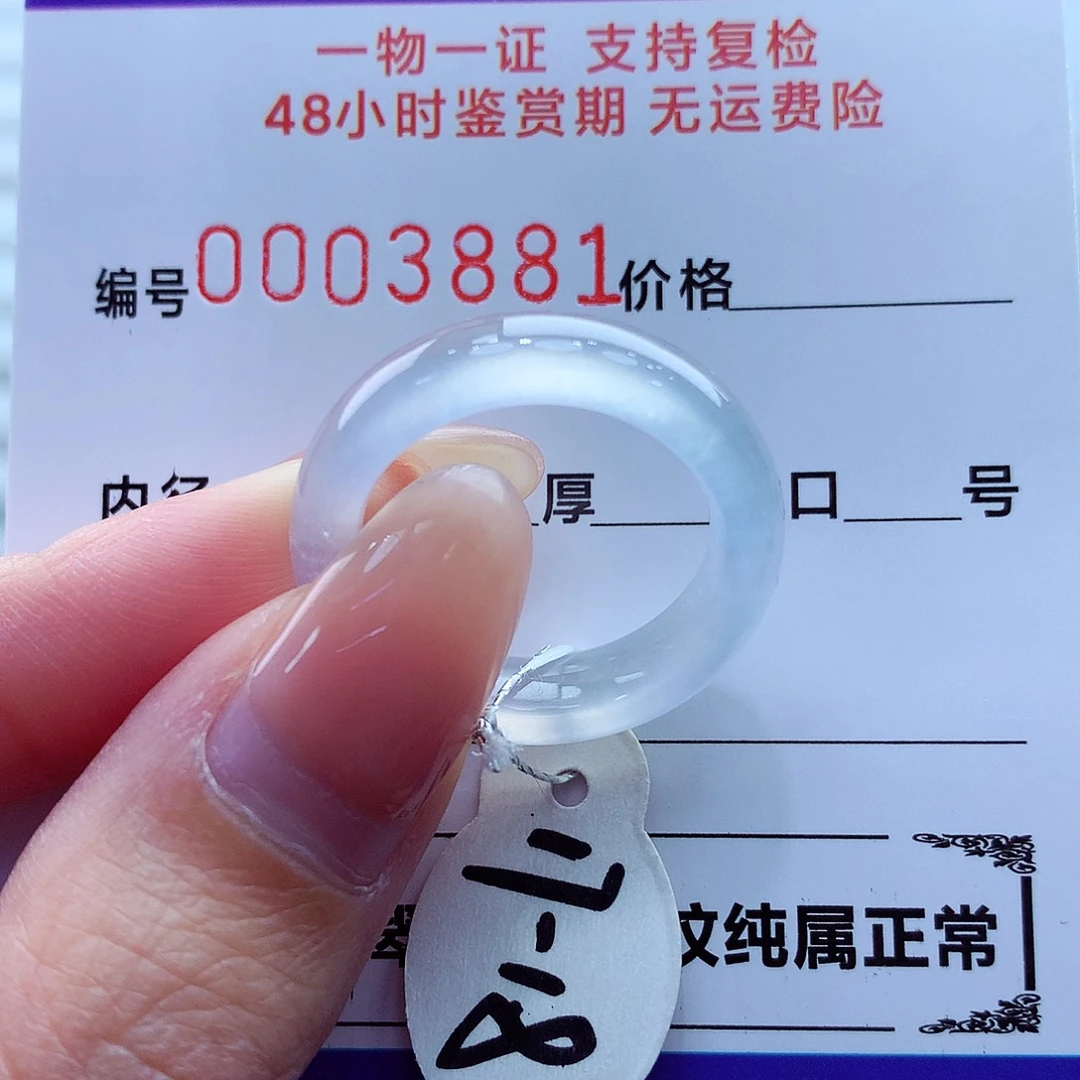 一物一证 支持复检
48小时鉴赏期 无运费险
编号0003881价格
内径 厚 口 号
纹纯属正常